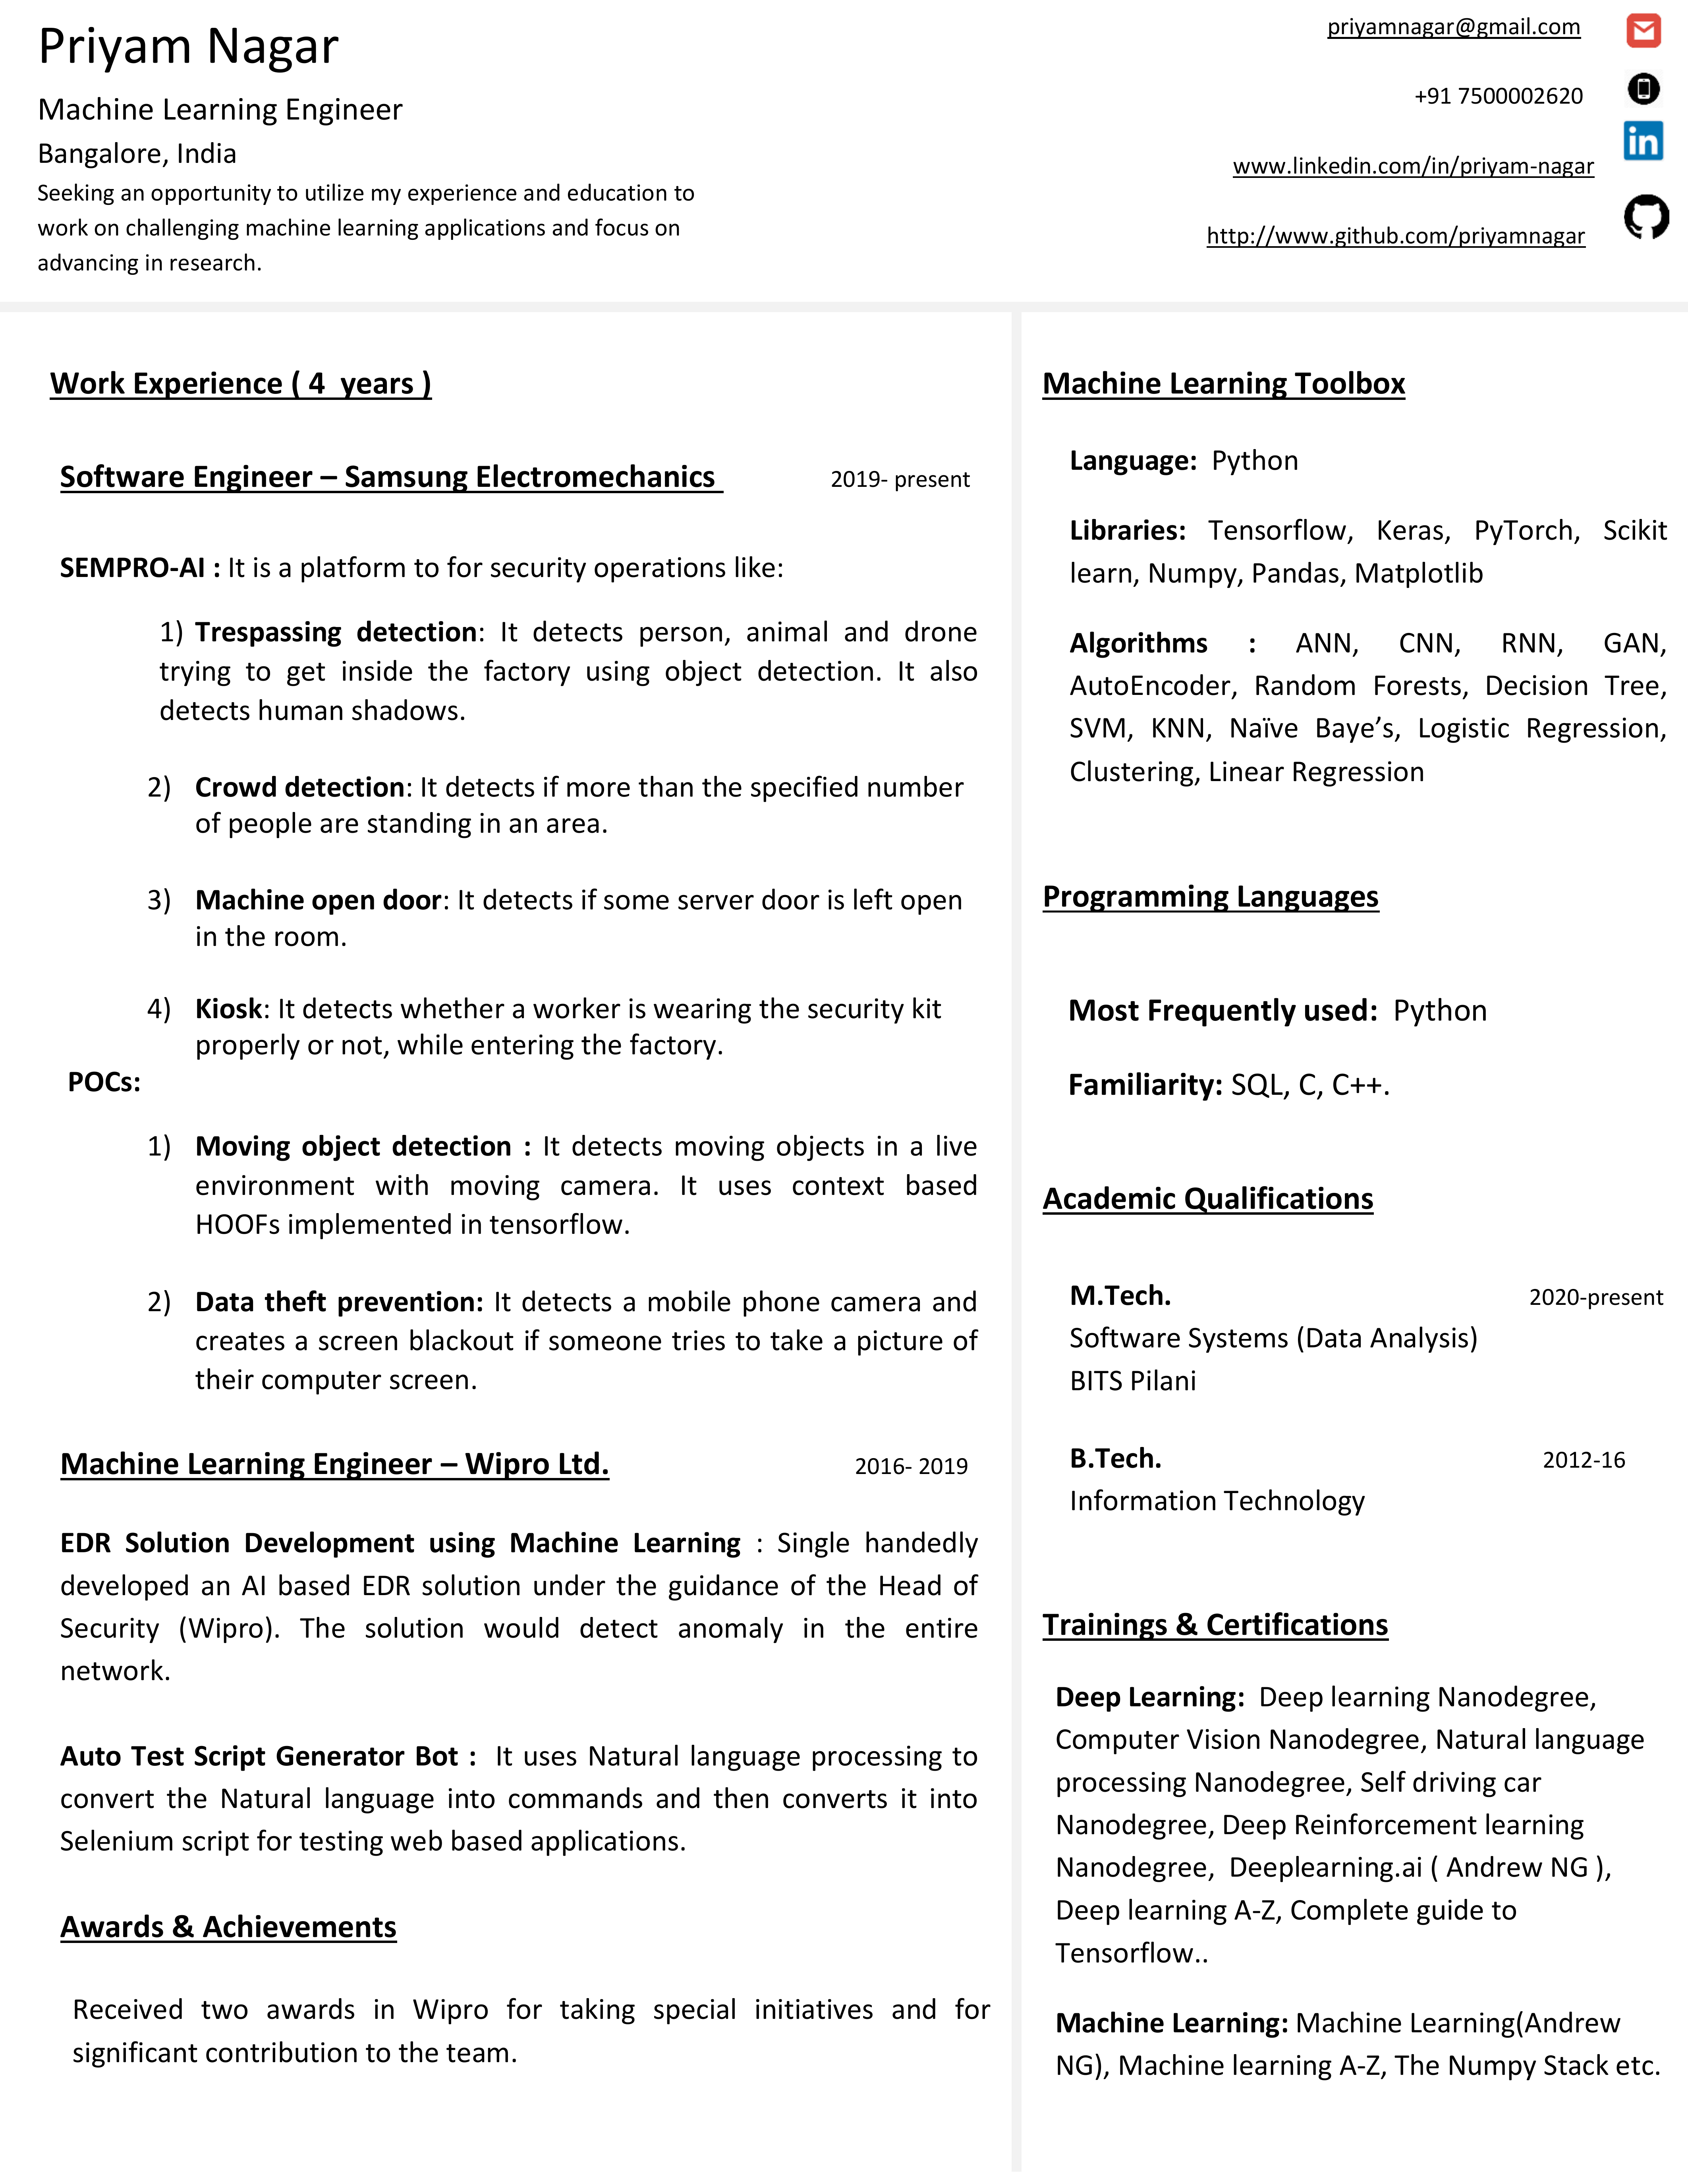 Priyam Nagar
Machine Learning Engineer
Bangalore, India
Seeking an opportunity to utilize my experience and education to
work on challenging machine learning applications and focus on
advancing in research.
priyamnagar@gmail.com
+91 7500002620
in
www.linkedin.com/in/priyam-nagar
http://www.github.com/priyamnagar
Work Experience ( 4 years )
Software Engineer – Samsung Electromechanics 2019- present
SEMPRO-AI : It is a platform to for security operations like:
1) Trespassing detection: It detects person, animal and drone
trying to get inside the factory using object detection. It also
detects human shadows.
2) Crowd detection: It detects if more than the specified number
of people are standing in an area.
3) Machine open door: It detects if some server door is left open
in the room.
4) Kiosk: It detects whether a worker is wearing the security kit
properly or not, while entering the factory.
POCs:
1) Moving object detection : It detects moving objects in a live
environment with moving camera. It uses context based
HOOFs implemented in tensorflow.
2) Data theft prevention: It detects a mobile phone camera and
creates a screen blackout if someone tries to take a picture of
their computer screen.
Machine Learning Engineer – Wipro Ltd. 2016- 2019
EDR Solution Development using Machine Learning : Single handedly
developed an AI based EDR solution under the guidance of the Head of
Security (Wipro). The solution would detect anomaly in the entire
network.
Auto Test Script Generator Bot : It uses Natural language processing to
convert the Natural language into commands and then converts it into
Selenium script for testing web based applications.
Awards & Achievements
Received two awards in Wipro for taking special initiatives and for
significant contribution to the team.
Machine Learning Toolbox
Language: Python
Libraries: Tensorflow, Keras, PyTorch, Scikit
learn, Numpy, Pandas, Matplotlib
Algorithms : ANN, CNN, RNN, GAN,
AutoEncoder, Random Forests, Decision Tree,
SVM, KNN, Naïve Baye’s, Logistic Regression,
Clustering, Linear Regression
Programming Languages
Most Frequently used: Python
Familiarity: SQL, C, C++.
Academic Qualifications
M.Tech. 2020-present
Software Systems (Data Analysis)
BITS Pilani
B.Tech. 2012-16
Information Technology
Trainings & Certifications
Deep Learning: Deep learning Nanodegree,
Computer Vision Nanodegree, Natural language
processing Nanodegree, Self driving car
Nanodegree, Deep Reinforcement learning
Nanodegree, Deeplearning.ai ( Andrew NG ),
Deep learning A-Z, Complete guide to
Tensorflow..
Machine Learning: Machine Learning(Andrew
NG), Machine learning A-Z, The Numpy Stack etc.